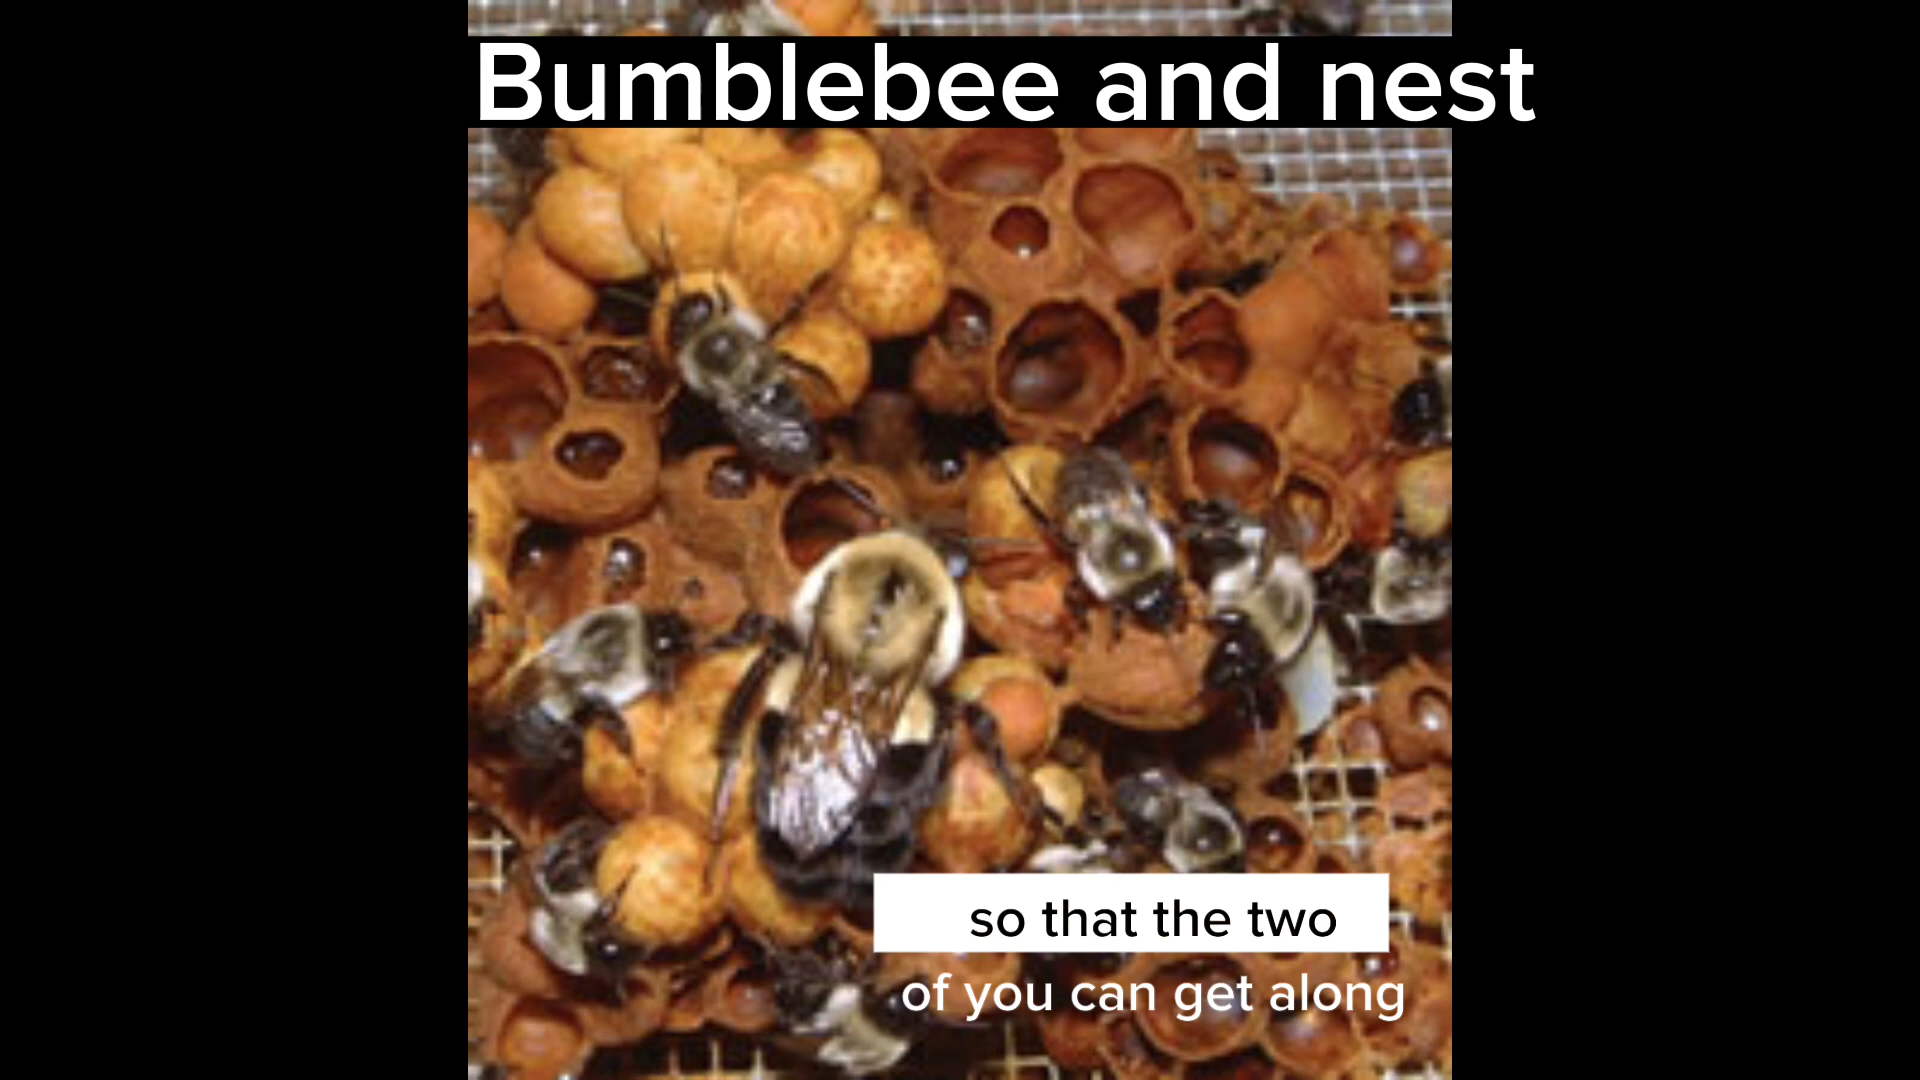 Bumblebee and nest
so that the two
of you can get along